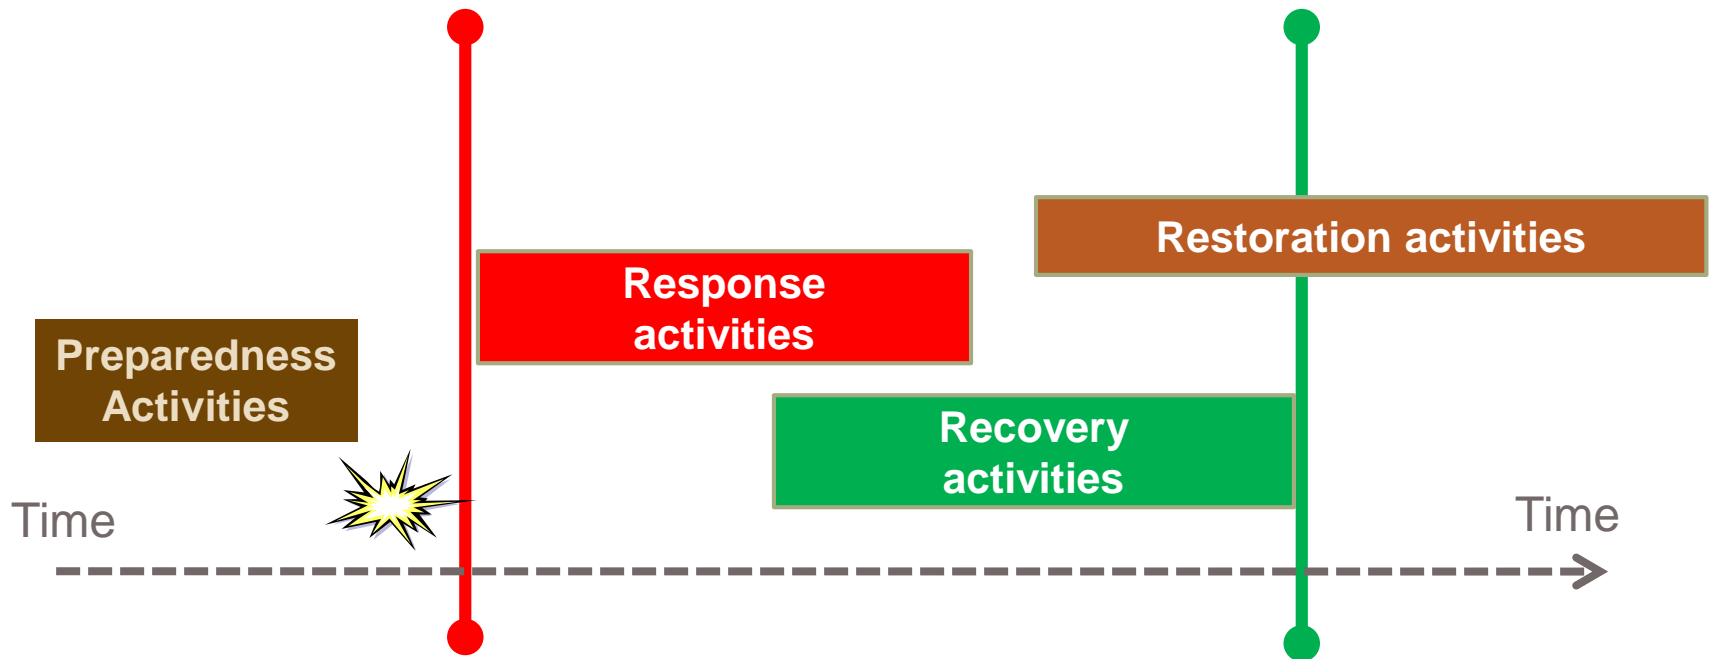 Restoration activities
Response
activities
Preparedness
Activities
Recovery
activities
Time
Time